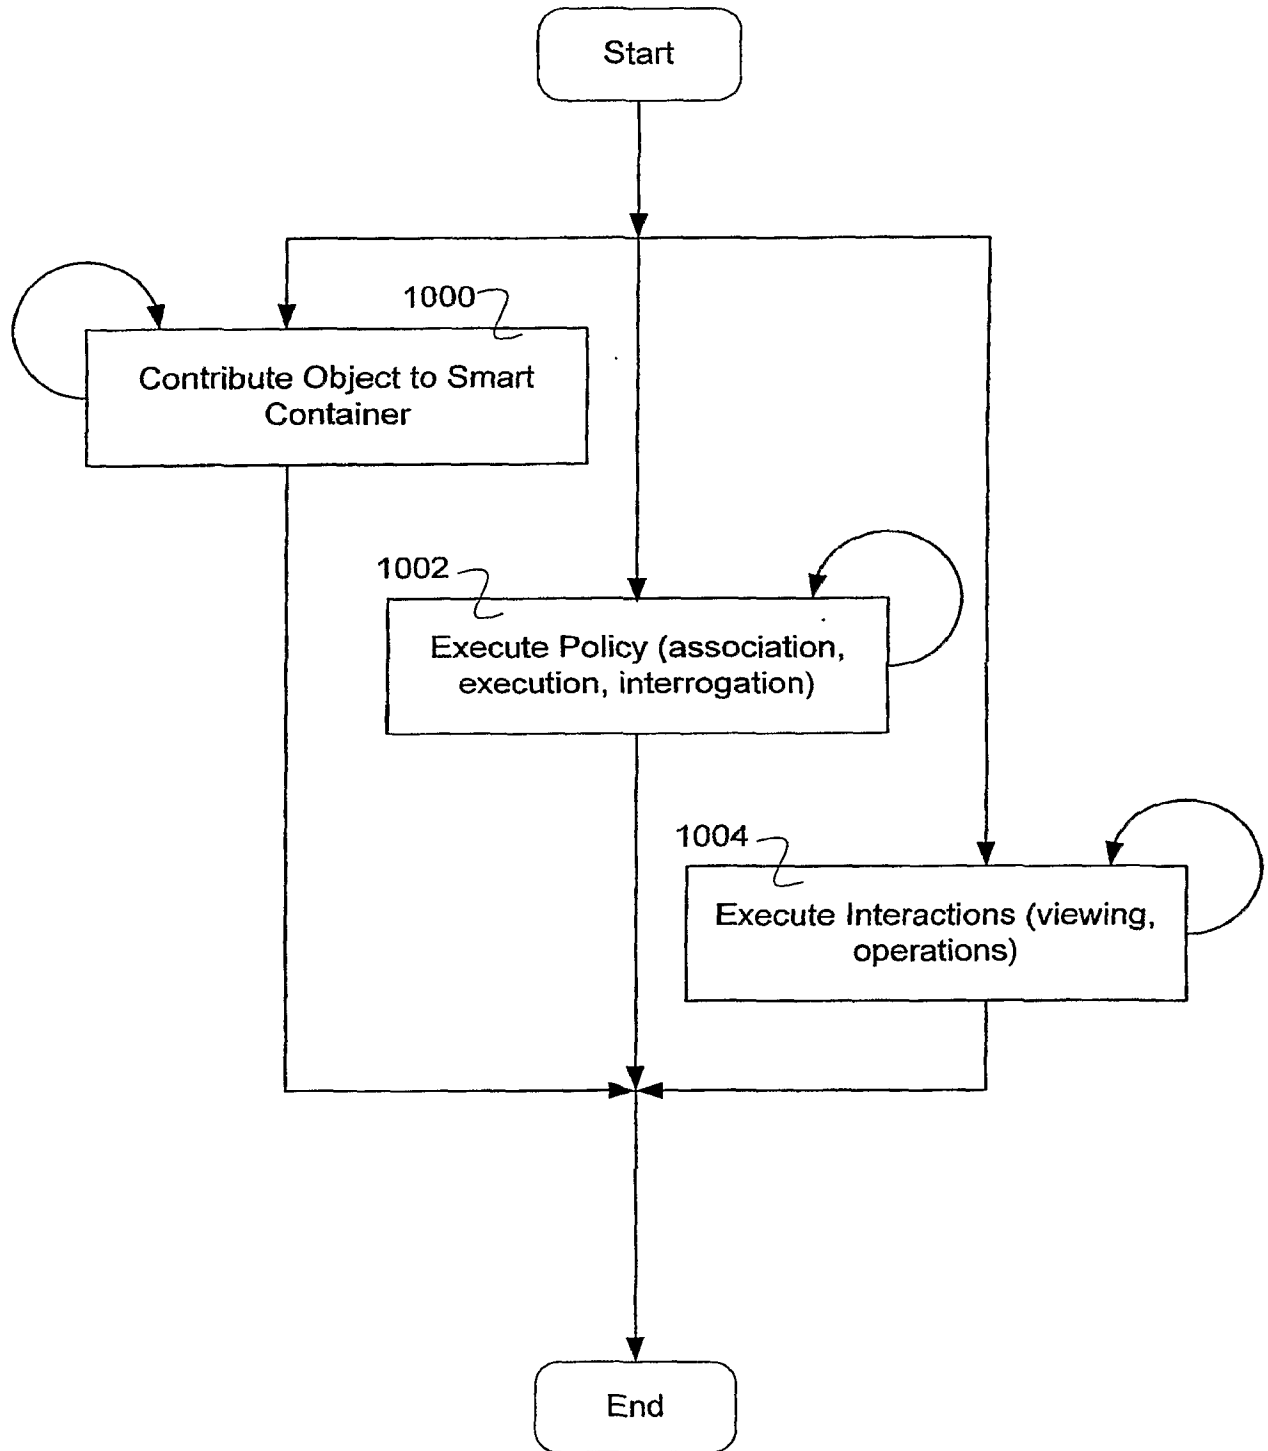 Start
1000
Contribute Object to Smart
Container
1002
Execute Policy (association,
execution, interrogation)
1004
Execute Interactions (viewing,
operations)
End